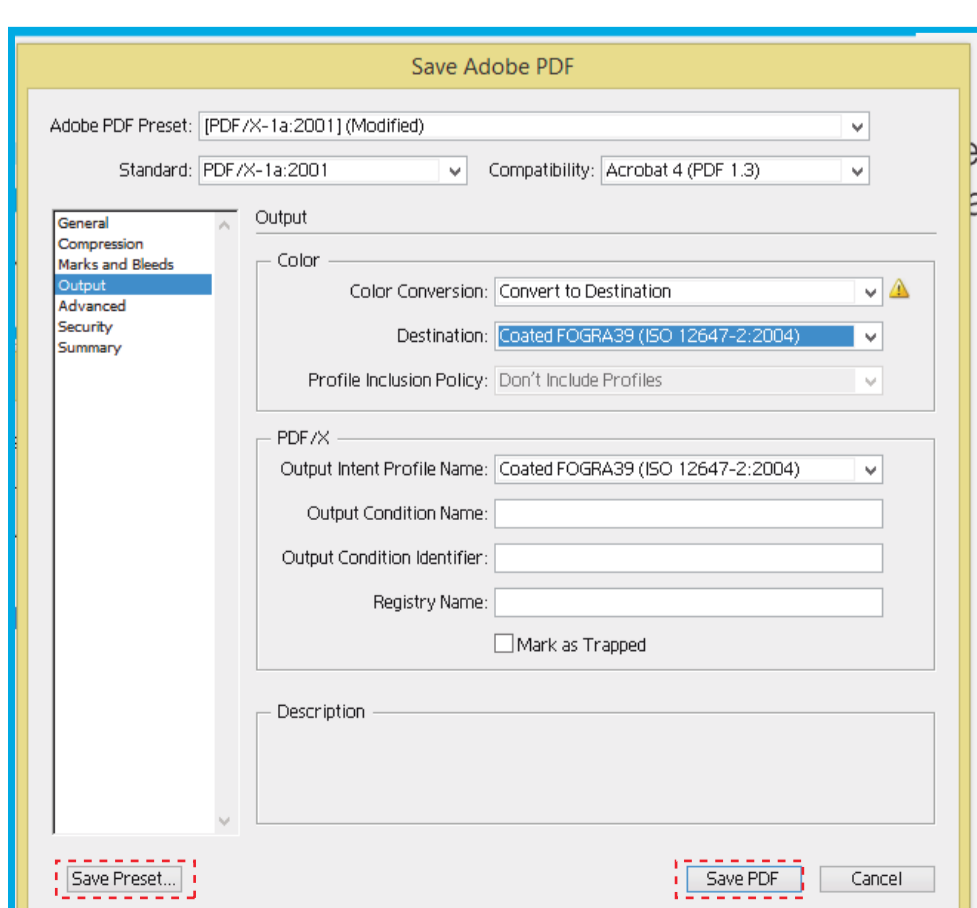 Save Adobe PDF
Adobe PDF Preset: [PDF/X-1a:2001] (Modified)
Standard: PDF/X-1a:2001 Compatibility: Acrobat 4 (PDF 1.3)
General
Compression
Marks and Bleeds
Output
Advanced
Security
Summary
Output
Color
Color Conversion: Convert to Destination
Destination: Coated FOGRA39 (ISO 12647-2:2004)
Profile Inclusion Policy: Don't Include Profiles
PDF/X
Output Intent Profile Name: Coated FOGRA39 (ISO 12647-2:2004)
Output Condition Name:
Output Condition Identifier:
Registry Name:
Mark as Trapped
Description
Save Preset... Save PDF Cancel